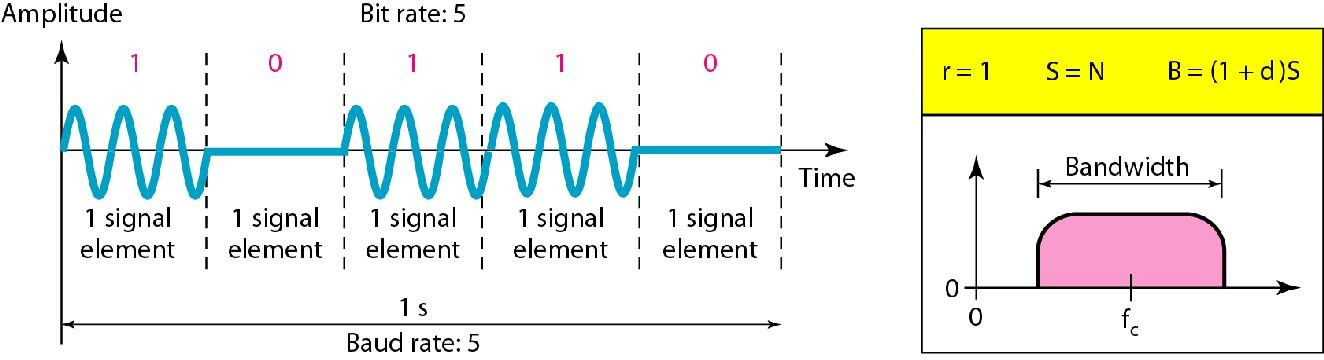 Amplitude
Bit rate: 5
1 0 1 1 0
Time
1 signal element
1 signal element
1 signal element
1 signal element
1 signal element
1 s
Baud rate: 5
r = 1 S = N B = (1 + d)S
Bandwidth
0
0
fc